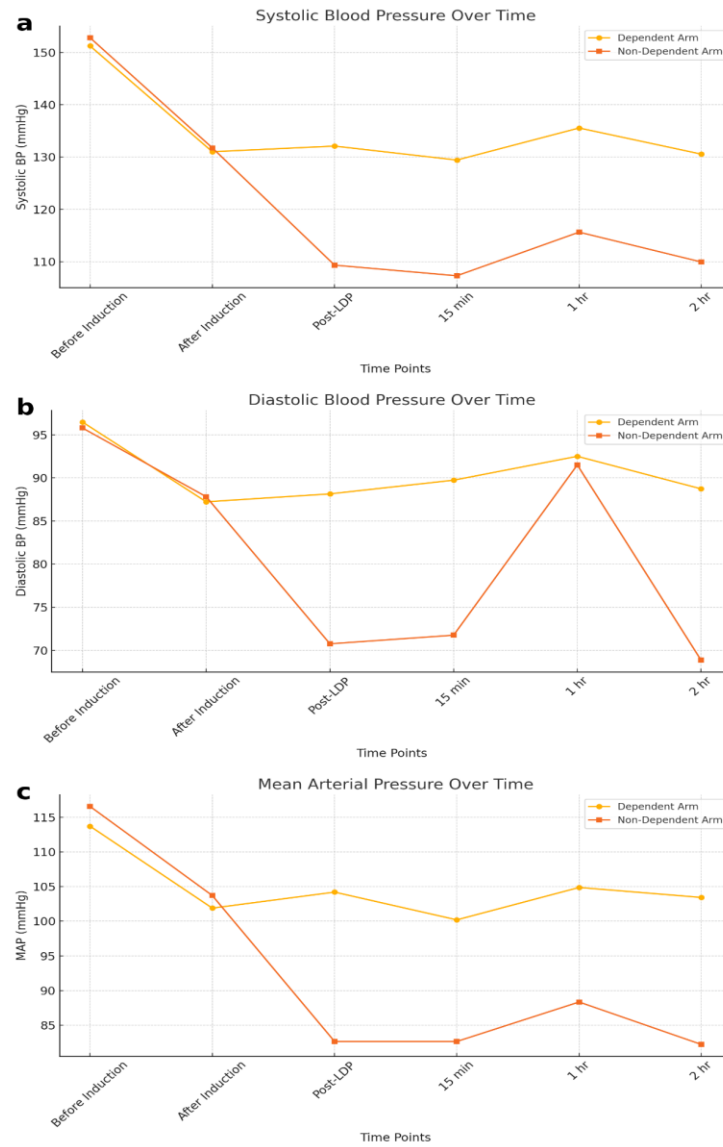 a
Systolic Blood Pressure Over Time
Dependent Arm
Non-Dependent Arm
Systolic BP (mmHg)
150
140
130
120
110
Before Induction
After Induction
Post-LDP
15 min
1 hr
2 hr
Time Points
b
Diastolic Blood Pressure Over Time
Dependent Arm
Non-Dependent Arm
Diastolic BP (mmHg)
95
90
85
80
75
70
Before Induction
After Induction
Post-LDP
15 min
1 hr
2 hr
Time Points
c
Mean Arterial Pressure Over Time
Dependent Arm
Non-Dependent Arm
MAP (mmHg)
115
110
105
100
95
90
85
Before Induction
After Induction
Post-LDP
15 min
1 hr
2 hr
Time Points